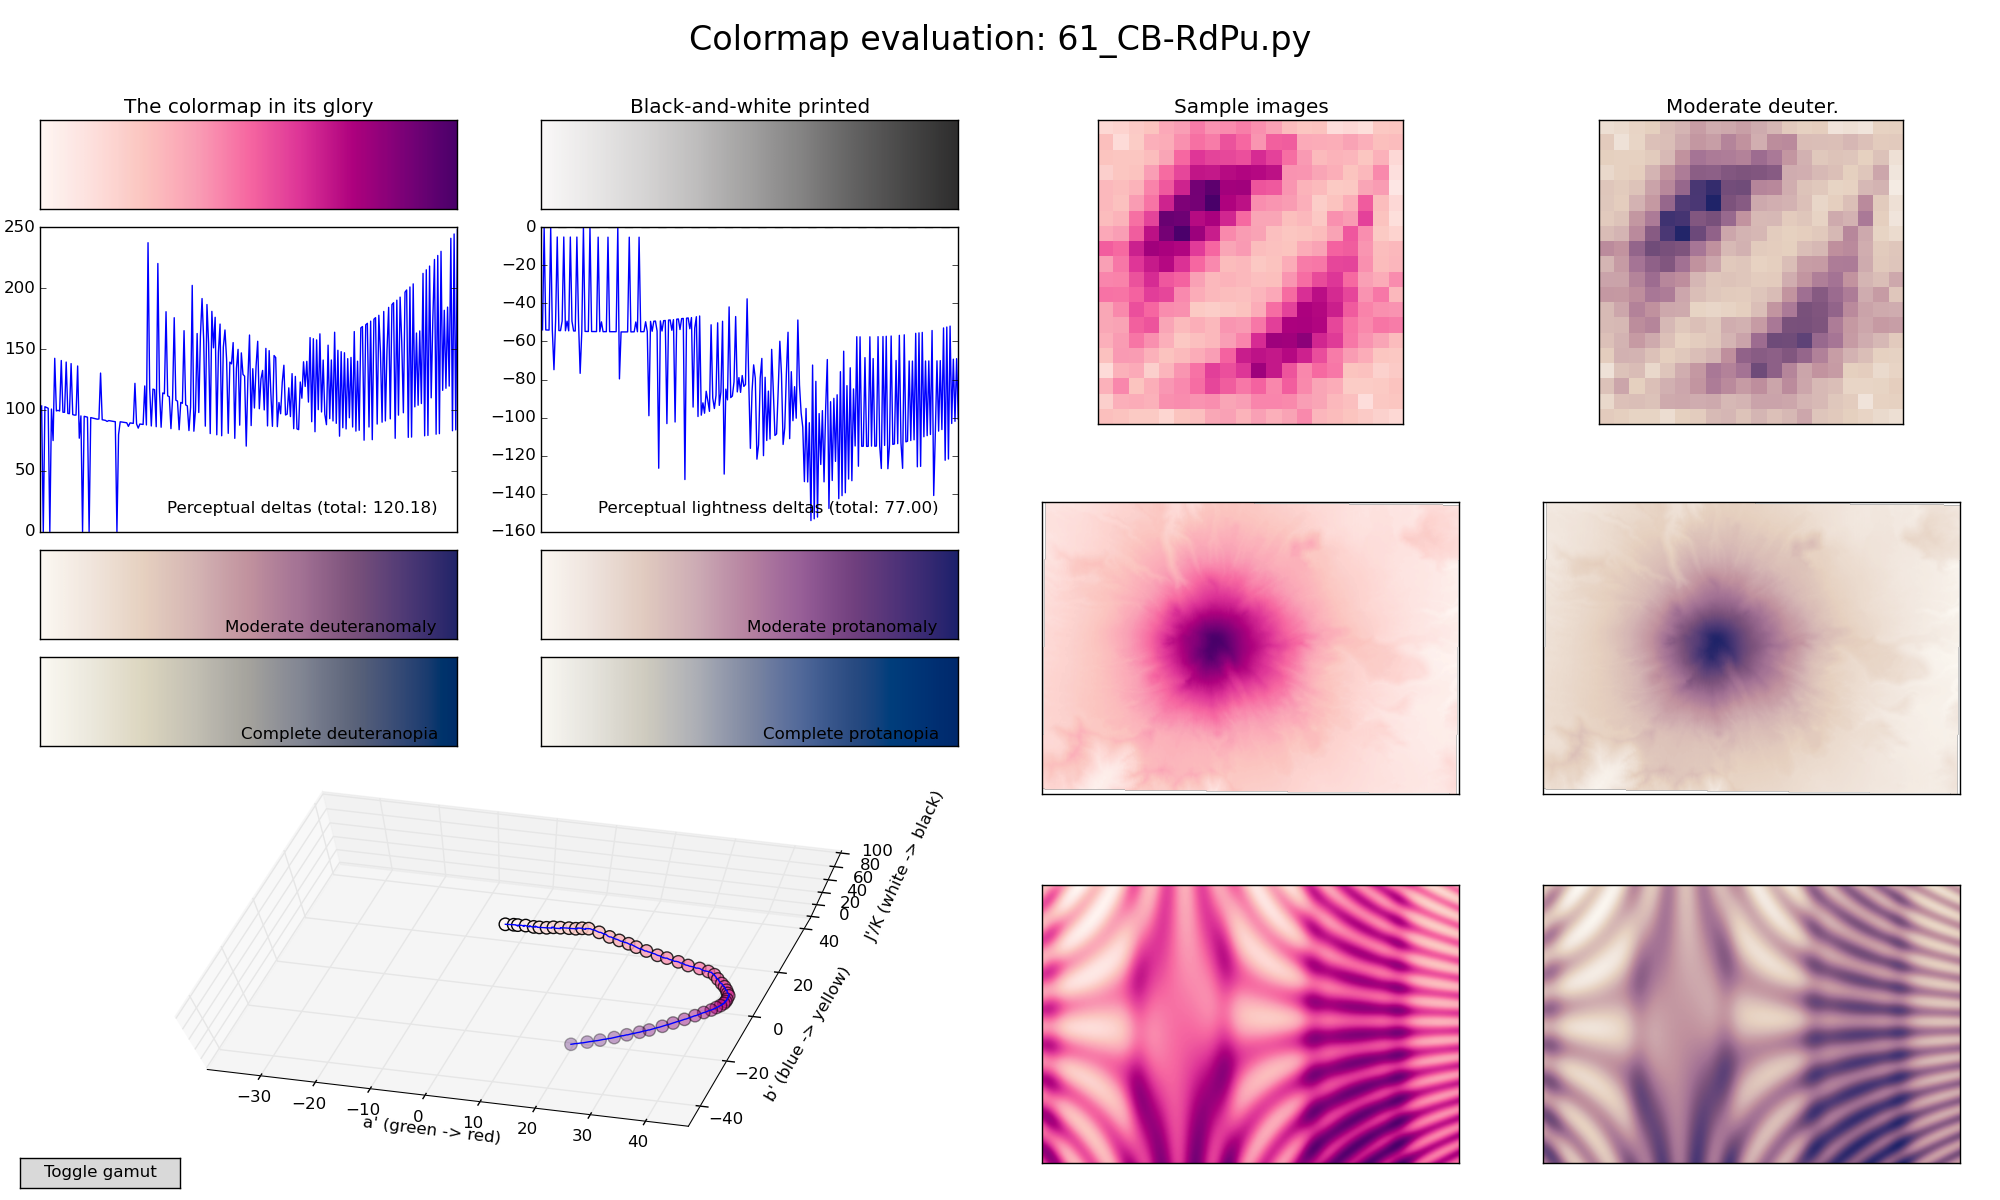 Colormap evaluation: 61_CB-RdPu.py
The colormap in its glory
Black-and-white printed
Sample images
Moderate deuter.
250
200
150
100
50
0
Perceptual deltas (total: 120.18)
0
−20
−40
−60
−80
−100
−120
−140
−160
Perceptual lightness deltas (total: 77.00)
Moderate deuteranomaly
Moderate protanomaly
Complete deuteranopia
Complete protanopia
100
80
60
40
20
0
J'/K (white -> black)
40
20
0
−20
−40
b' (blue -> yellow)
−30
−20
−10
0
10
20
30
40
a' (green -> red)
Toggle gamut